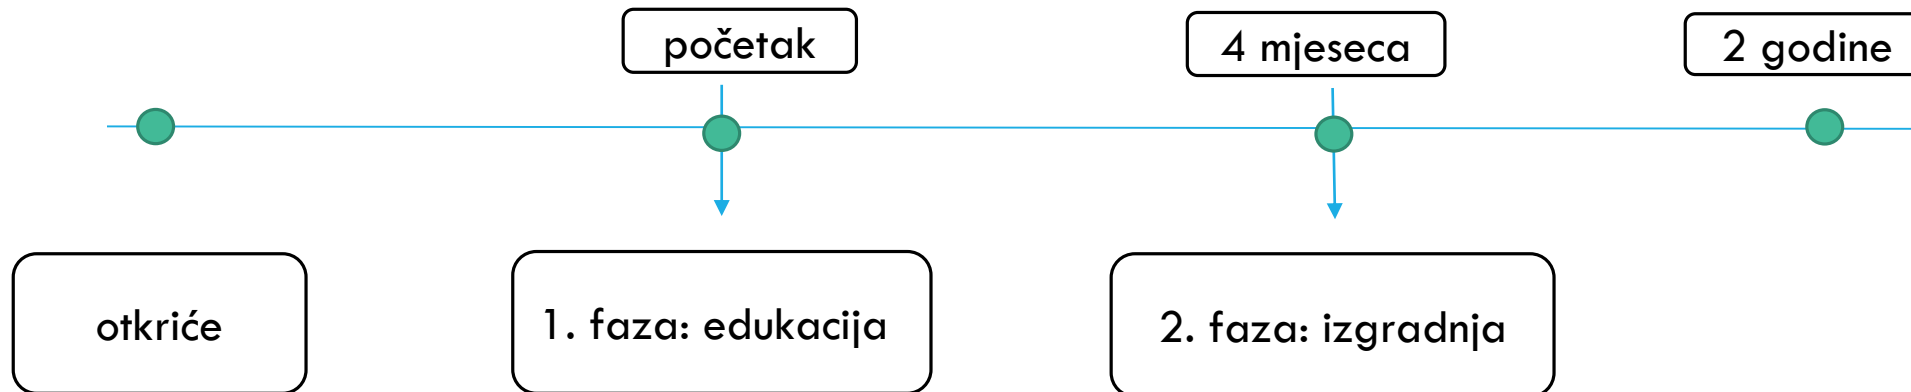 početak
4 mjeseca
2 godine
otkriće
1. faza: edukacija
2. faza: izgradnja